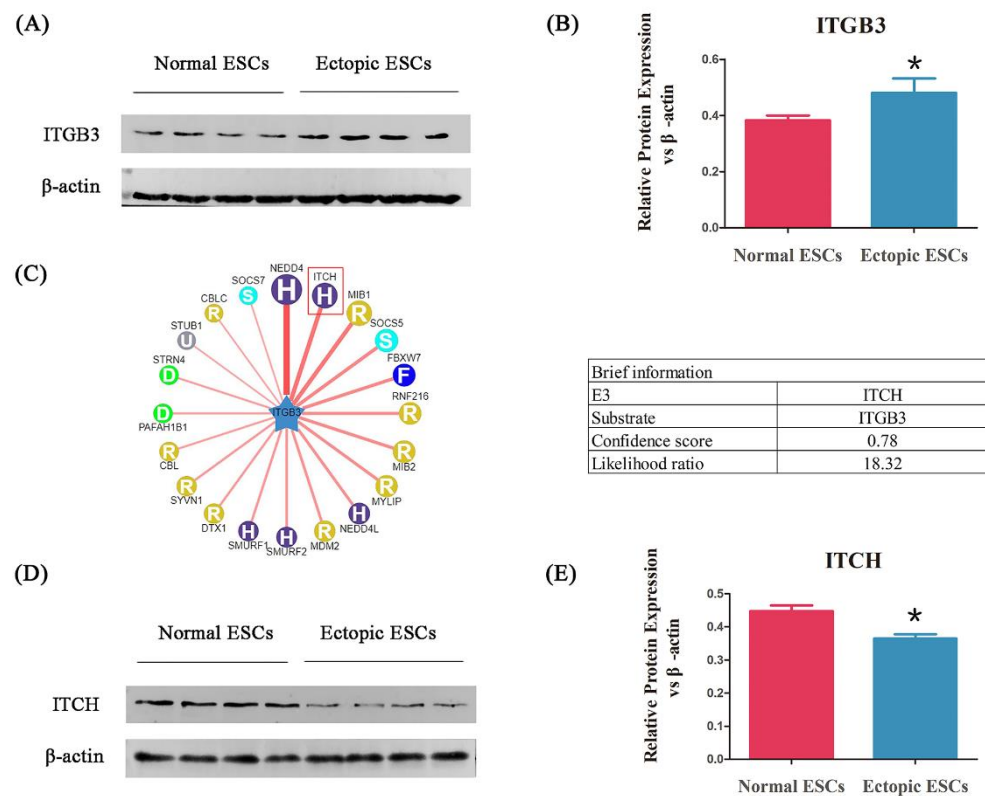 (A)
Normal ESCs Ectopic ESCs
ITGB3
β-actin
(B)
ITGB3
Relative Protein Expression
vs β -actin
0.6
0.4
0.2
0.0
*
Normal ESCs Ectopic ESCs
(C)
NEDD4
H
ITCH
H
MIB1
R
SOCS5
S
FBXW7
F
RNF216
R
MIB2
R
MYLIP
R
NEDD4L
H
MDM2
R
SMURF2
H
SMURF1
H
DTX1
R
SYVN1
R
CBL
R
PAFAH1B1
D
STRN4
D
STUB1
U
CBLC
R
SOCS7
S
ITGB3
Brief information
E3 ITCH
Substrate ITGB3
Confidence score 0.78
Likelihood ratio 18.32
(D)
Normal ESCs Ectopic ESCs
ITCH
β-actin
(E)
ITCH
Relative Protein Expression
vs β -actin
0.5
0.4
0.3
0.2
0.1
0.0
*
Normal ESCs Ectopic ESCs